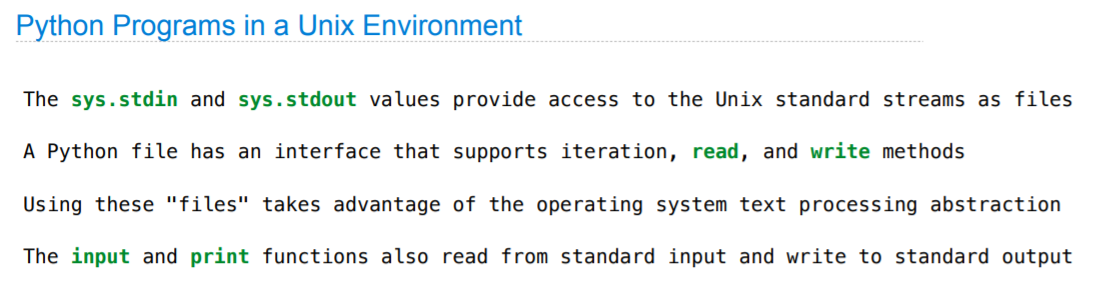 Python Programs in a Unix Environment
The sys.stdin and sys.stdout values provide access to the Unix standard streams as files
A Python file has an interface that supports iteration, read, and write methods
Using these "files" takes advantage of the operating system text processing abstraction
The input and print functions also read from standard input and write to standard output